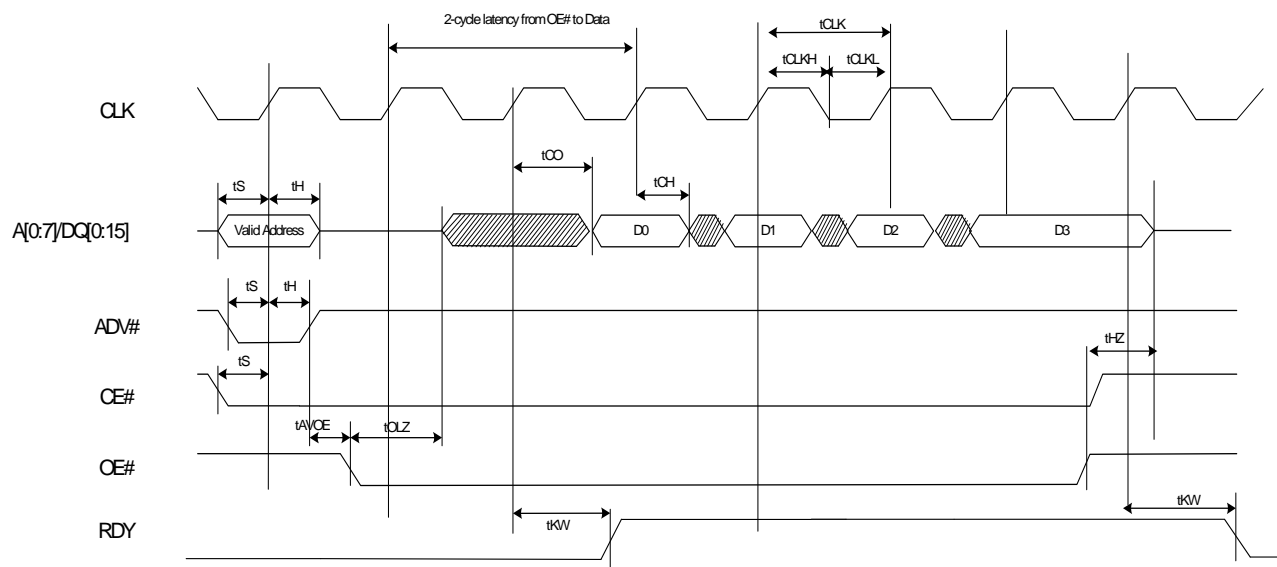 2-cycle latency from OE# to Data
tCLK
tCLKH
tCLKL
CLK
tCO
tS
tH
tCH
A[0:7]/DQ[0:15]
Valid Address
D0
D1
D2
D3
tS
tH
ADV#
tHZ
tS
CE#
tAVOE
tOLZ
OE#
tKW
tKW
RDY